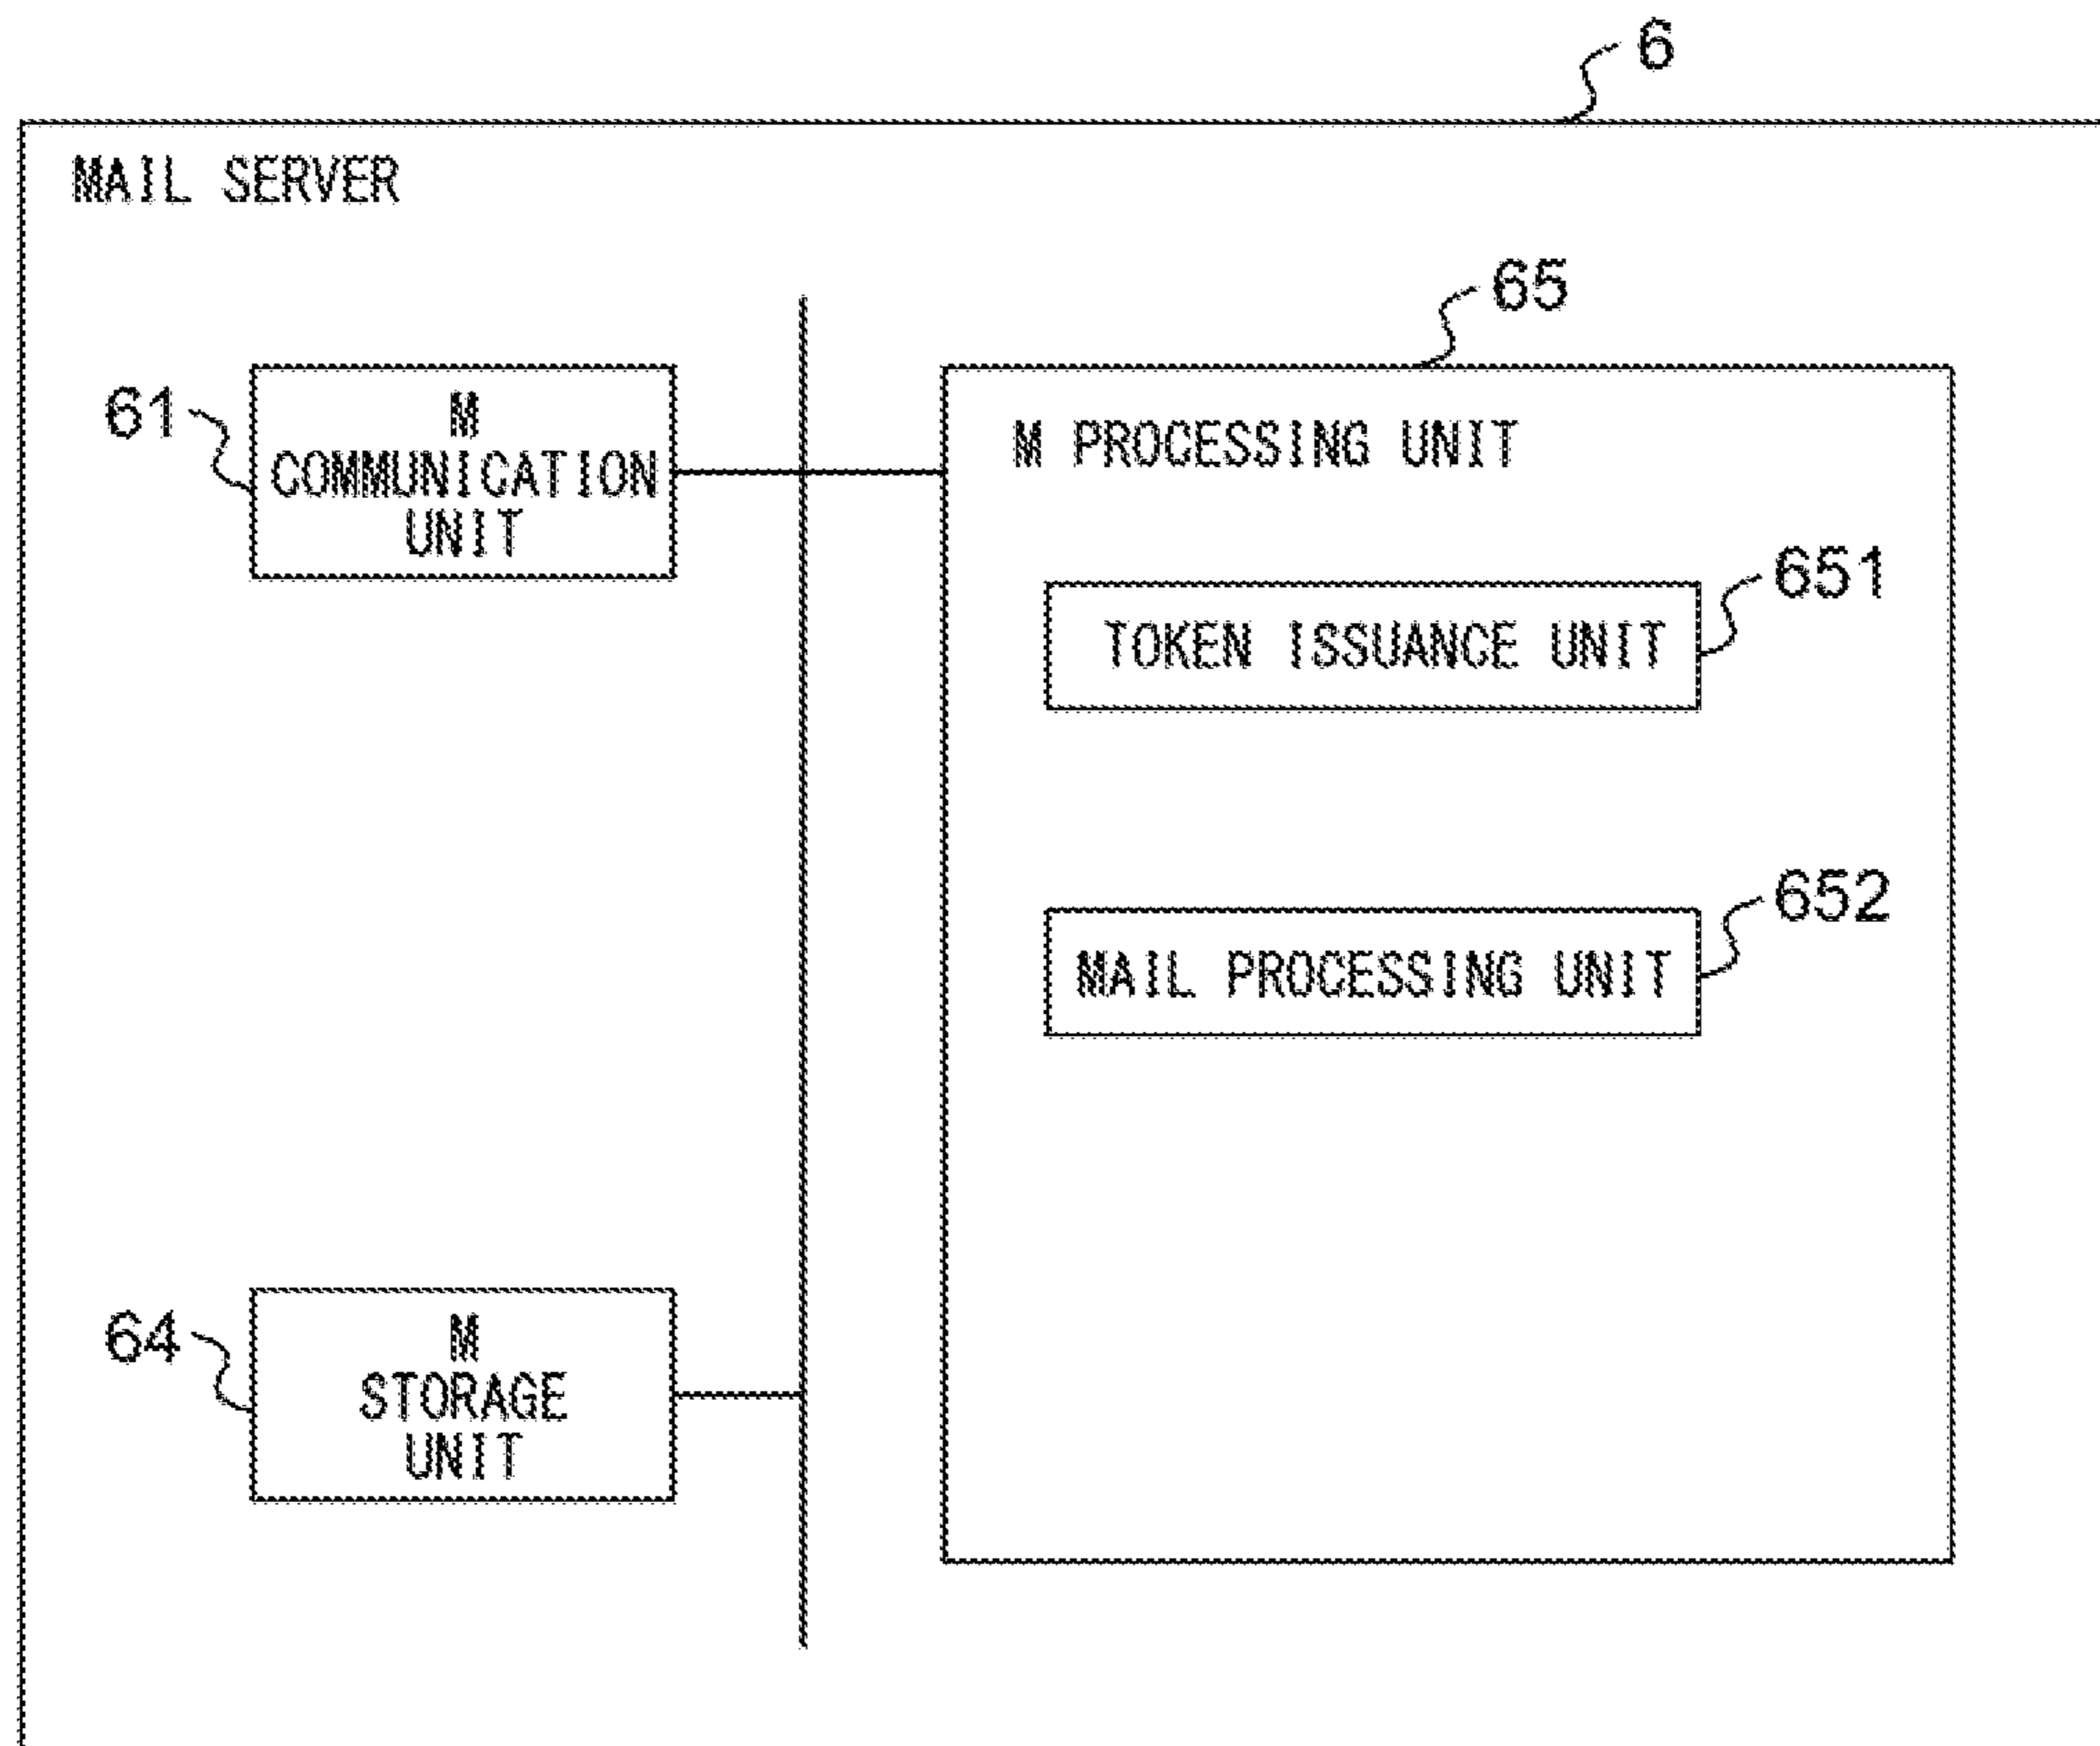 6
MAIL SERVER
65
61
M
COMMUNICATION
UNIT
M PROCESSING UNIT
651
TOKEN ISSUANCE UNIT
652
MAIL PROCESSING UNIT
64
M
STORAGE
UNIT